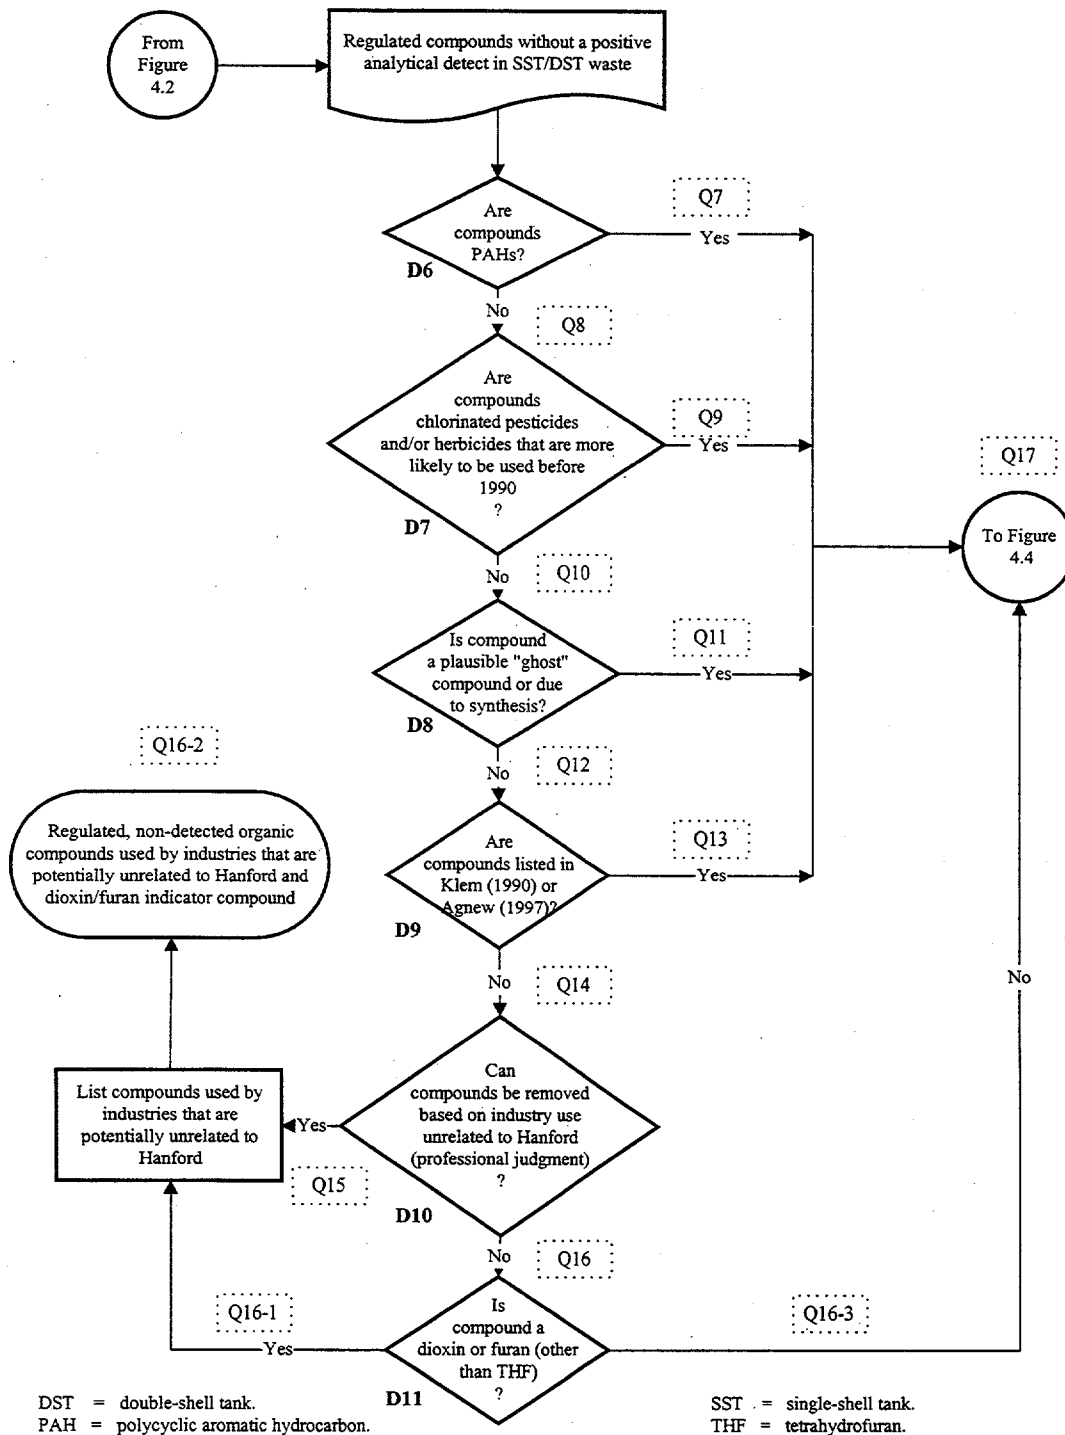 From
Figure
4.2
Regulated compounds without a positive
analytical detect in SST/DST waste
Are
compounds
PAHs?
D6
Q7
Yes
No
Q8
Are
compounds
chlorinated pesticides
and/or herbicides that are more
likely to be used before
1990
?
D7
Q9
Yes
Q17
To Figure
4.4
No
Q10
Is compound
a plausible "ghost"
compound or due
to synthesis?
D8
Q11
Yes
No
Q12
Q16-2
Regulated, non-detected organic
compounds used by industries that are
potentially unrelated to Hanford and
dioxin/furan indicator compound
Are
compounds listed in
Klem (1990) or
Agnew (1997)?
D9
Q13
Yes
No
Q14
No
Can
compounds be removed
based on industry use
unrelated to Hanford
(professional judgment)
?
D10
Yes
Q15
List compounds used by
industries that are
potentially unrelated to
Hanford
No
Q16
Is
compound a
dioxin or furan (other
than THF)
?
D11
Q16-1
Yes
Q16-3
DST = double-shell tank.
PAH = polycyclic aromatic hydrocarbon.
SST = single-shell tank.
THF = tetrahydrofuran.